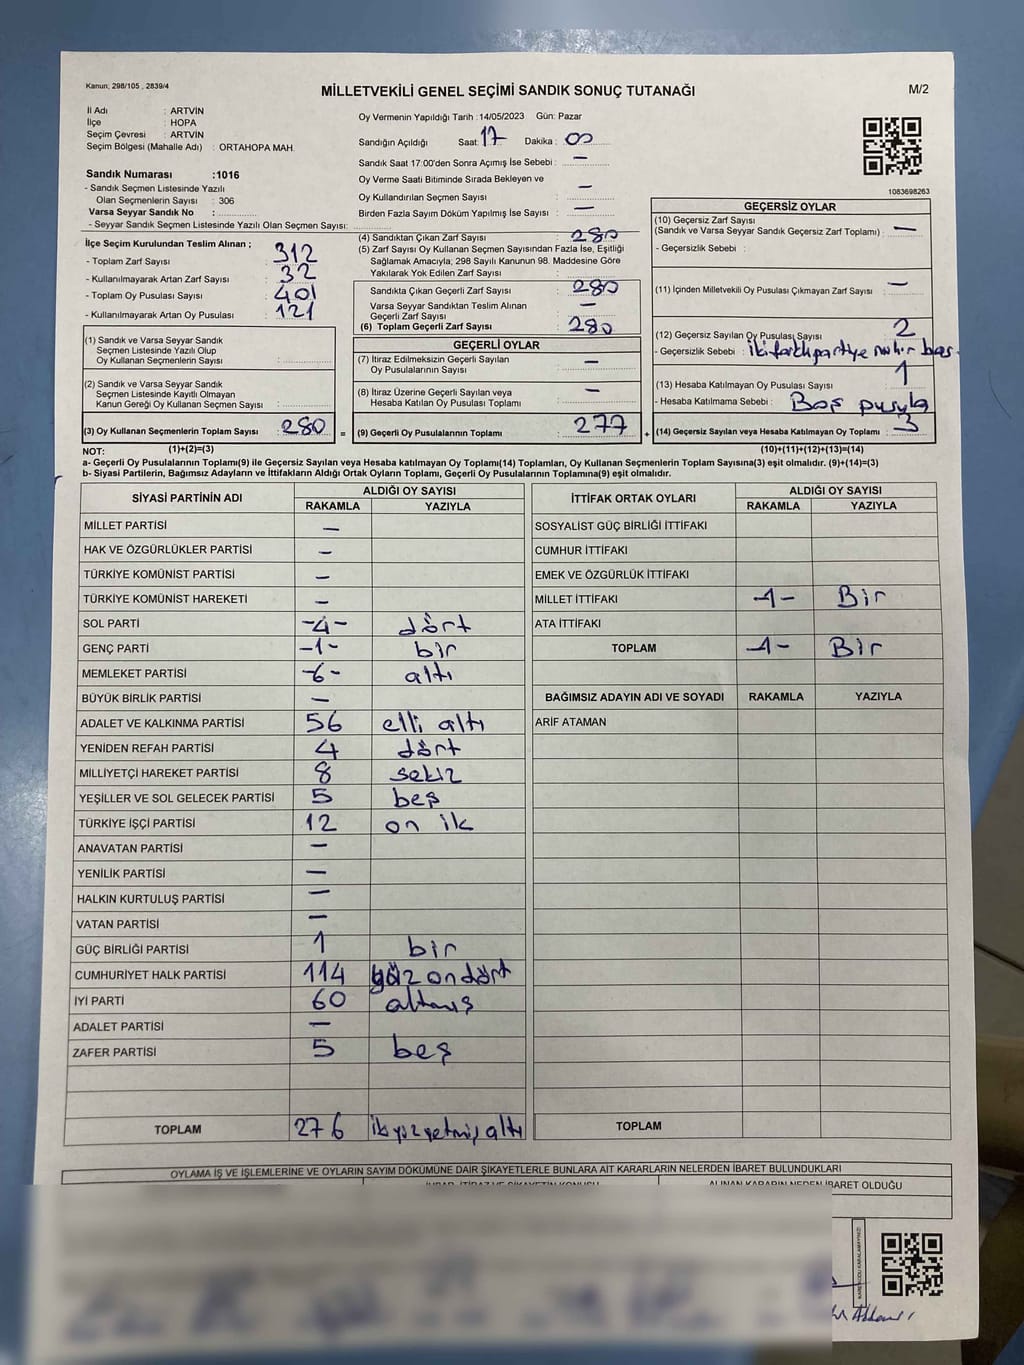 Kanun; 298/105 , 2839/4
MİLLETVEKİLİ GENEL SEÇİMİ SANDIK SONUÇ TUTANAĞI
M/2
İl Adı : ARTVİN
İlçe : HOPA
Seçim Çevresi : ARTVİN
Seçim Bölgesi (Mahalle Adı) : ORTAHOPA MAH.
Sandık Numarası :1016
- Sandık Seçmen Listesinde Yazılı
Olan Seçmenlerin Sayısı : 306
Varsa Seyyar Sandık No :
- Seyyar Sandık Seçmen Listesinde Yazılı Olan Seçmen Sayısı:
Oy Vermenin Yapıldığı Tarih :14/05/2023 Gün: Pazar
Sandığın Açıldığı Saat: 17 Dakika : 00
Sandık Saat 17:00'den Sonra Açımış İse Sebebi : —
Oy Verme Saati Bitiminde Sırada Bekleyen ve
Oy Kullandırılan Seçmen Sayısı : —
Birden Fazla Sayım Döküm Yapılmış İse Sayısı : —
1083698263
İlçe Seçim Kurulundan Teslim Alınan ;
- Toplam Zarf Sayısı : 312
- Kullanılmayarak Artan Zarf Sayısı : 32
- Toplam Oy Pusulası Sayısı : 401
- Kullanılmayarak Artan Oy Pusulası : 121
(1) Sandık ve Varsa Seyyar Sandık
Seçmen Listesinde Yazılı Olup
Oy Kullanan Seçmenlerin Sayısı :
(2) Sandık ve Varsa Seyyar Sandık
Seçmen Listesinde Kayıtlı Olmayan
Kanun Gereği Oy Kullanan Seçmen Sayısı :
(3) Oy Kullanan Seçmenlerin Toplam Sayısı : 280 =
(1)+(2)=(3)
(4) Sandıktan Çıkan Zarf Sayısı : 280
(5) Zarf Sayısı Oy Kullanan Seçmen Sayısından Fazla İse, Eşitliği
Sağlamak Amacıyla; 298 Sayılı Kanunun 98. Maddesine Göre
Yakılarak Yok Edilen Zarf Sayısı :
Sandıkta Çıkan Geçerli Zarf Sayısı : 280
Varsa Seyyar Sandıktan Teslim Alınan
Geçerli Zarf Sayısı : —
(6) Toplam Geçerli Zarf Sayısı : 280
GEÇERLİ OYLAR
(7) İtiraz Edilmeksizin Geçerli Sayılan
Oy Pusulalarının Sayısı : —
(8) İtiraz Üzerine Geçerli Sayılan veya
Hesaba Katılan Oy Pusulası Toplamı : —
(9) Geçerli Oy Pusulalarının Toplamı : 277 +
GEÇERSİZ OYLAR
(10) Geçersiz Zarf Sayısı
(Sandık ve Varsa Seyyar Sandık Geçersiz Zarf Toplamı) : —
- Geçersizlik Sebebi :
(11) İçinden Milletvekili Oy Pusulası Çıkmayan Zarf Sayısı : —
(12) Geçersiz Sayılan Oy Pusulası Sayısı : 2
- Geçersizlik Sebebi : iki farklı partiye mühür bas.
(13) Hesaba Katılmayan Oy Pusulası Sayısı : 1
- Hesaba Katılmama Sebebi : Boş pusula
(14) Geçersiz Sayılan veya Hesaba Katılmayan Oy Toplamı : 3
(10)+(11)+(12)+(13)=(14)
NOT:
a- Geçerli Oy Pusulalarının Toplamı(9) ile Geçersiz Sayılan veya Hesaba katılmayan Oy Toplamı(14) Toplamları, Oy Kullanan Seçmenlerin Toplam Sayısına(3) eşit olmalıdır. (9)+(14)=(3)
b- Siyasi Partilerin, Bağımsız Adayların ve İttifakların Aldığı Ortak Oyların Toplamı, Geçerli Oy Pusulalarının Toplamına(9) eşit olmalıdır.
SİYASİ PARTİNİN ADI ALDIĞI OY SAYISI
RAKAMLA YAZIYLA
MİLLET PARTİSİ —
HAK VE ÖZGÜRLÜKLER PARTİSİ —
TÜRKİYE KOMÜNİST PARTİSİ —
TÜRKİYE KOMÜNİST HAREKETİ —
SOL PARTİ -4- dört
GENÇ PARTİ -1- bir
MEMLEKET PARTİSİ -6- altı
BÜYÜK BİRLİK PARTİSİ —
ADALET VE KALKINMA PARTİSİ 56 elli altı
YENİDEN REFAH PARTİSİ 4 dört
MİLLİYETÇİ HAREKET PARTİSİ 8 sekiz
YEŞİLLER VE SOL GELECEK PARTİSİ 5 beş
TÜRKİYE İŞÇİ PARTİSİ 12 on ik
ANAVATAN PARTİSİ —
YENİLİK PARTİSİ —
HALKIN KURTULUŞ PARTİSİ —
VATAN PARTİSİ —
GÜÇ BİRLİĞİ PARTİSİ 1 bir
CUMHURİYET HALK PARTİSİ 114 yüz on dört
İYİ PARTİ 60 altmış
ADALET PARTİSİ —
ZAFER PARTİSİ 5 beş
TOPLAM 276 ikiyüzyetmiş altı
İTTİFAK ORTAK OYLARI ALDIĞI OY SAYISI
RAKAMLA YAZIYLA
SOSYALİST GÜÇ BİRLİĞİ İTTİFAKI
CUMHUR İTTİFAKI
EMEK VE ÖZGÜRLÜK İTTİFAKI
MİLLET İTTİFAKI -1- Bir
ATA İTTİFAKI
TOPLAM -1- Bir
BAĞIMSIZ ADAYIN ADI VE SOYADI RAKAMLA YAZIYLA
ARİF ATAMAN
TOPLAM
OYLAMA İŞ VE İŞLEMLERİNE VE OYLARIN SAYIM DÖKÜMÜNE DAİR ŞİKAYETLERLE BUNLARA AİT KARARLARIN NELERDEN İBARET BULUNDUKLARI
ALINAN KARARIN NEDEN İBARET OLDUĞU